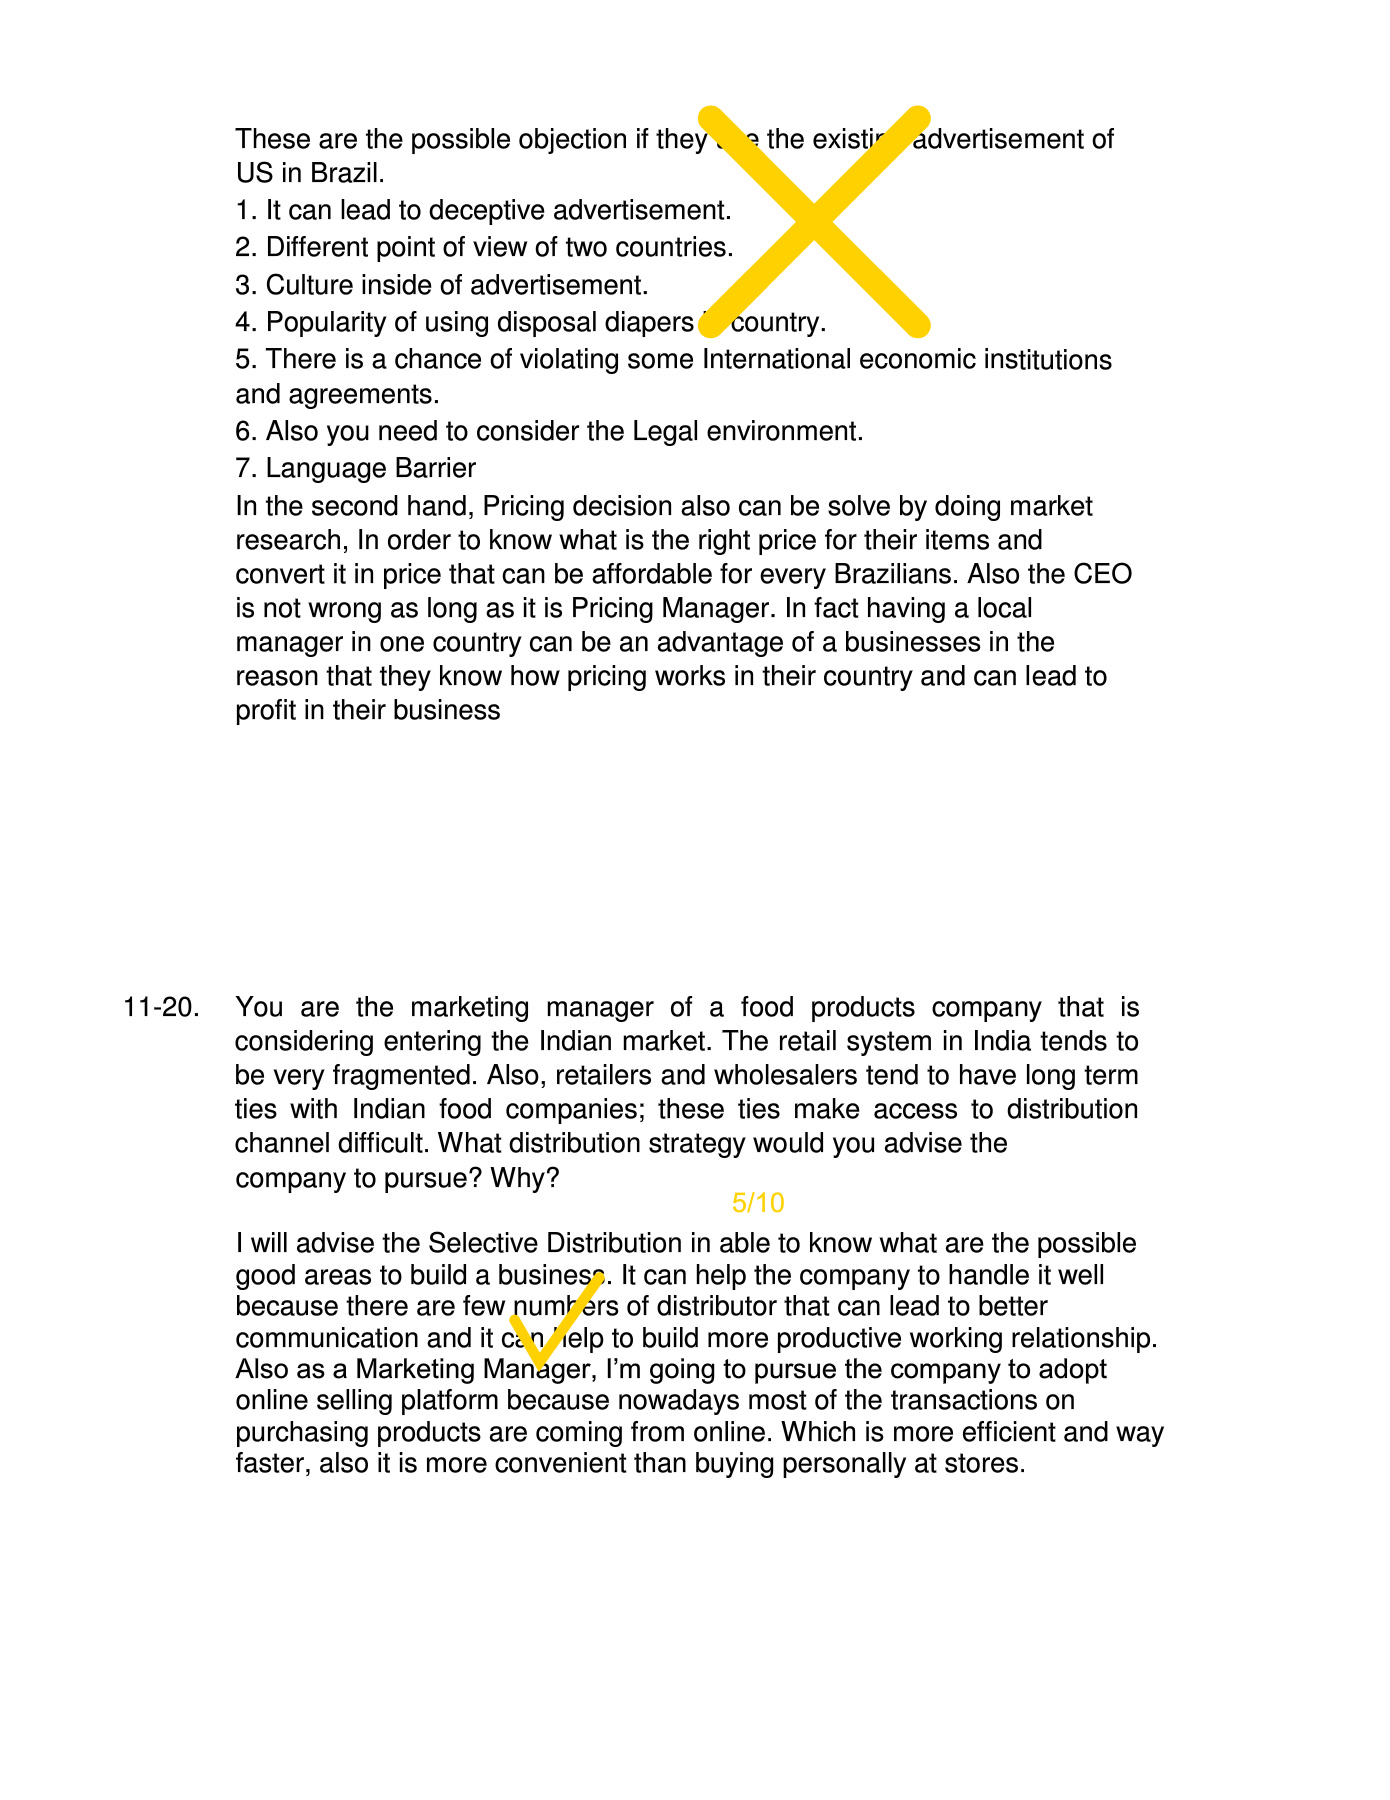 These are the possible objection if they the existing advertisement of
US in Brazil.
1. It can lead to deceptive advertisement.
2. Different point of view of two countries.
3. Culture inside of advertisement.
4. Popularity of using disposal diapers country.
5. There is a chance of violating some International economic institutions
and agreements.
6. Also you need to consider the Legal environment.
7. Language Barrier
In the second hand, Pricing decision also can be solve by doing market
research, In order to know what is the right price for their items and
convert it in price that can be affordable for every Brazilians. Also the CEO
is not wrong as long as it is Pricing Manager. In fact having a local
manager in one country can be an advantage of a businesses in the
reason that they know how pricing works in their country and can lead to
profit in their business
11-20. You are the marketing manager of a food products company that is
considering entering the Indian market. The retail system in India tends to
be very fragmented. Also, retailers and wholesalers tend to have long term
ties with Indian food companies; these ties make access to distribution
channel difficult. What distribution strategy would you advise the
company to pursue? Why?
5/10
I will advise the Selective Distribution in able to know what are the possible
good areas to build a business. It can help the company to handle it well
because there are few numbers of distributor that can lead to better
communication and it can help to build more productive working relationship.
Also as a Marketing Manager, I'm going to pursue the company to adopt
online selling platform because nowadays most of the transactions on
purchasing products are coming from online. Which is more efficient and way
faster, also it is more convenient than buying personally at stores.